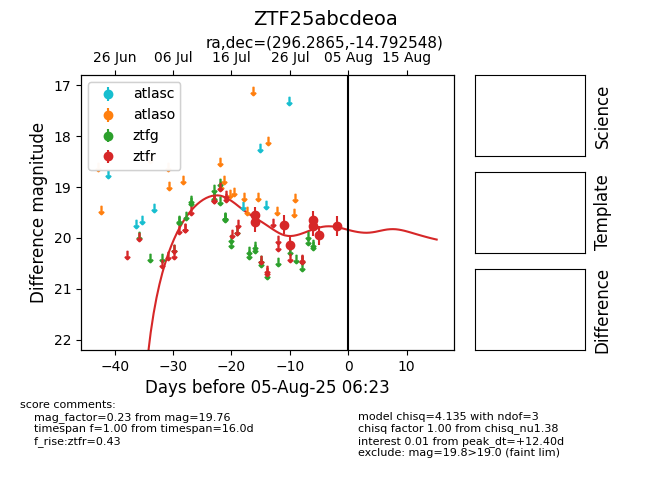 ZTF25abcdeoa
ra,dec=(296.2865,-14.792548)
26 Jun 06 Jul 16 Jul 26 Jul 05 Aug 15 Aug
17
18
19
20
21
22
Difference magnitude
atlasc
atlaso
ztfg
ztfr
−40 −30 −20 −10 0 10
Days before 05-Aug-25 06:23
Science
Template
Difference
score comments:
mag_factor=0.23 from mag=19.76
timespan f=1.00 from timespan=16.0d
f_rise:ztfr=0.43
model chisq=4.135 with ndof=3
chisq factor 1.00 from chisq_nu1.38
interest 0.01 from peak_dt=+12.40d
exclude: mag=19.8>19.0 (faint lim)